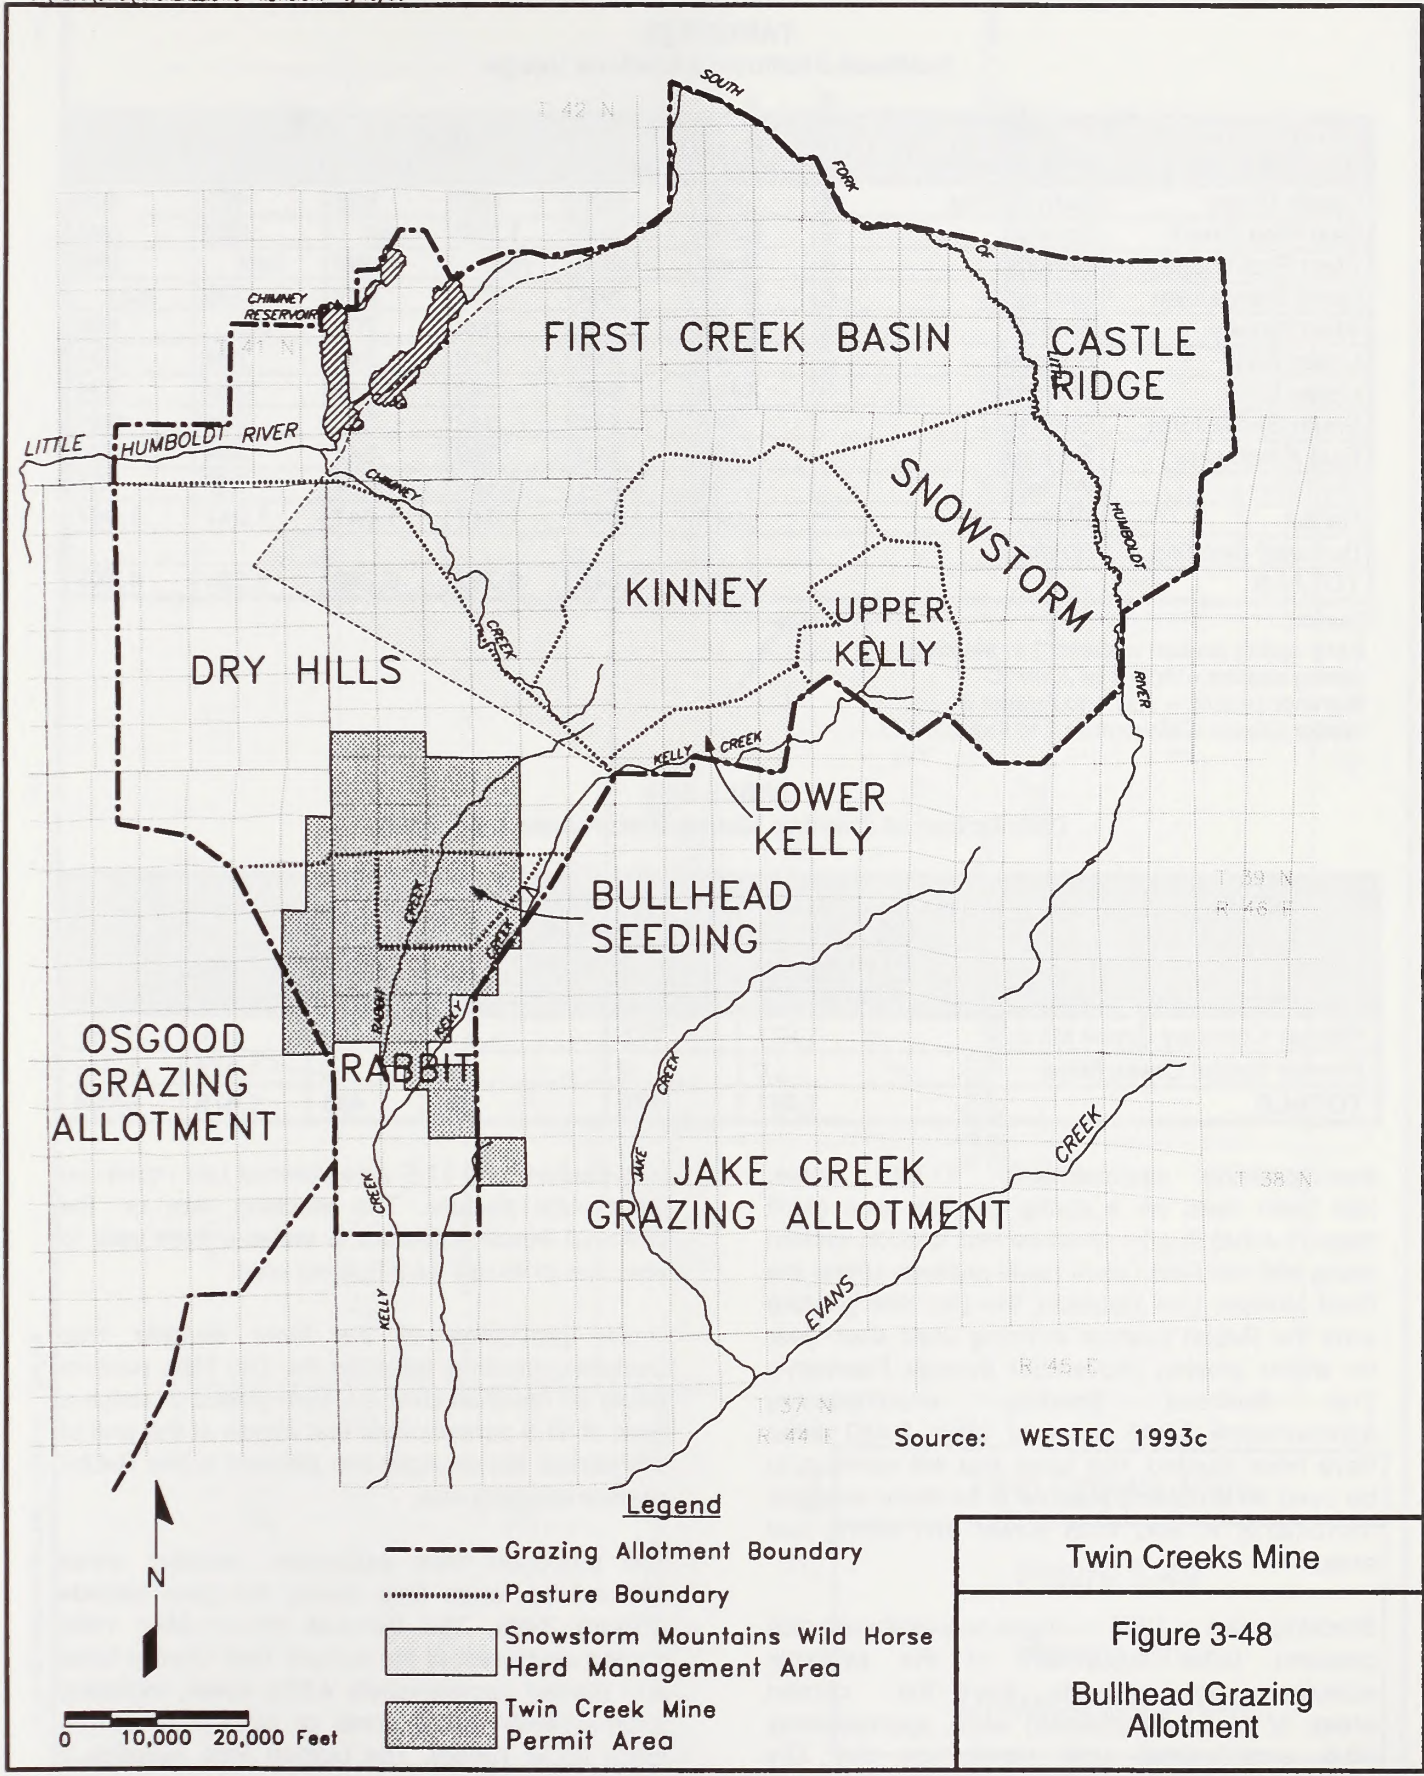 SOUTH
T 42 N
FORK
OF
CHIMNEY
RESERVOIR
T 41 N
FIRST CREEK BASIN
CASTLE
RIDGE
LITTLE
LITTLE HUMBOLDT RIVER
CHIMNEY
CREEK
SNOWSTORM
HUMBOLDT
RIVER
KINNEY
UPPER
KELLY
DRY HILLS
KELLY CREEK
LOWER
KELLY
BULLHEAD
SEEDING
CREEK
RABBIT
CREEK
KELLY
T 39 N
R 46 E
OSGOOD
GRAZING
ALLOTMENT
RABBIT
CREEK
JAKE
CREEK
KELLY
JAKE CREEK
GRAZING ALLOTMENT
EVANS
CREEK
T 38 N
R 45 E
T 37 N
R 44 E
Source: WESTEC 1993c
N
0 10,000 20,000 Feet
Legend
Grazing Allotment Boundary
Pasture Boundary
Snowstorm Mountains Wild Horse
Herd Management Area
Twin Creek Mine
Permit Area
Twin Creeks Mine
Figure 3-48
Bullhead Grazing
Allotment